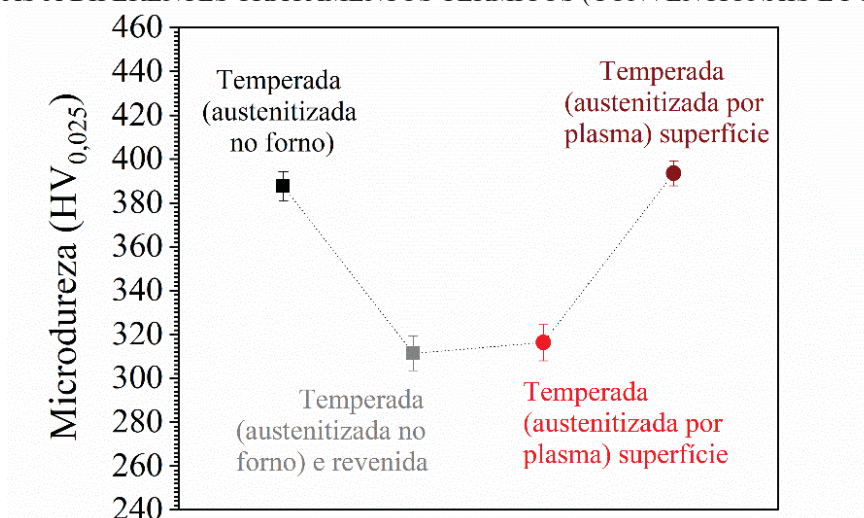 460
440
420
400
380
360
340
320
300
280
260
240
Microdureza (HV0,025)
Temperada
(austenitizada
no forno)
Temperada
(austenitizada por
plasma) superfície
Temperada
(austenitizada no
forno) e revenida
Temperada
(austenitizada por
plasma) superfície